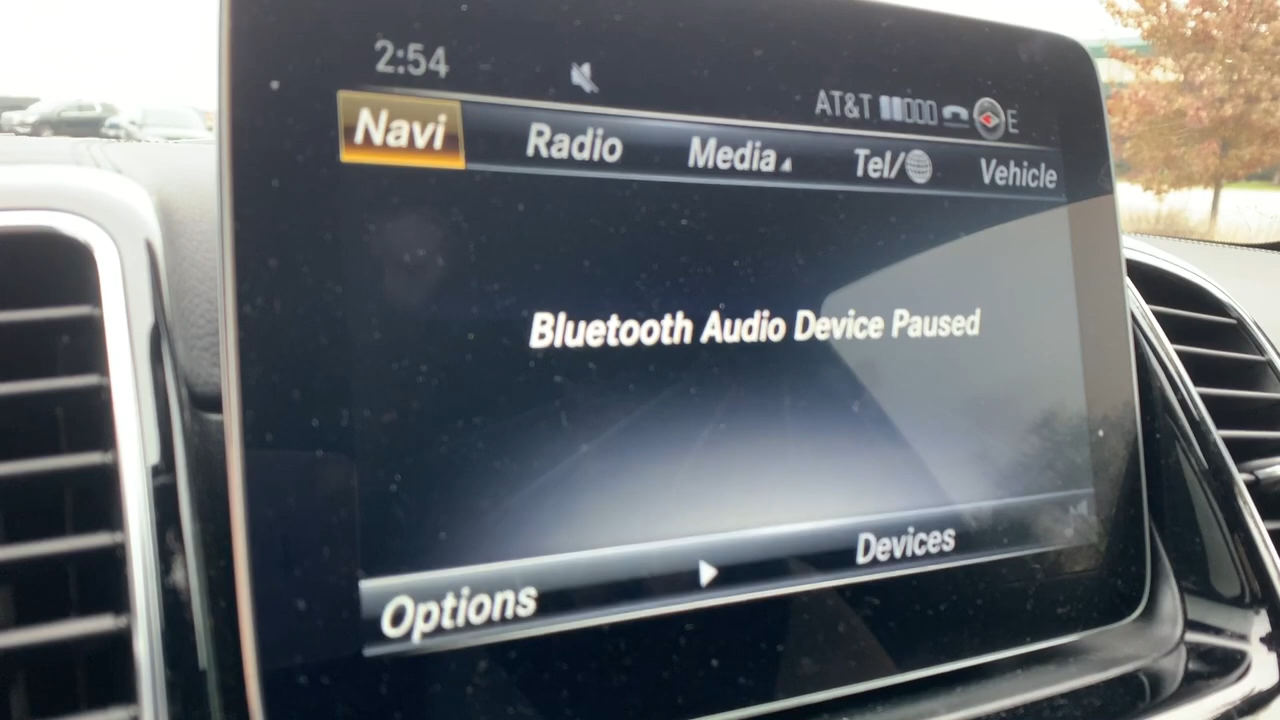 2:54
AT&T E
Navi Radio Media Tel/ Vehicle
Bluetooth Audio Device Paused
Options Devices